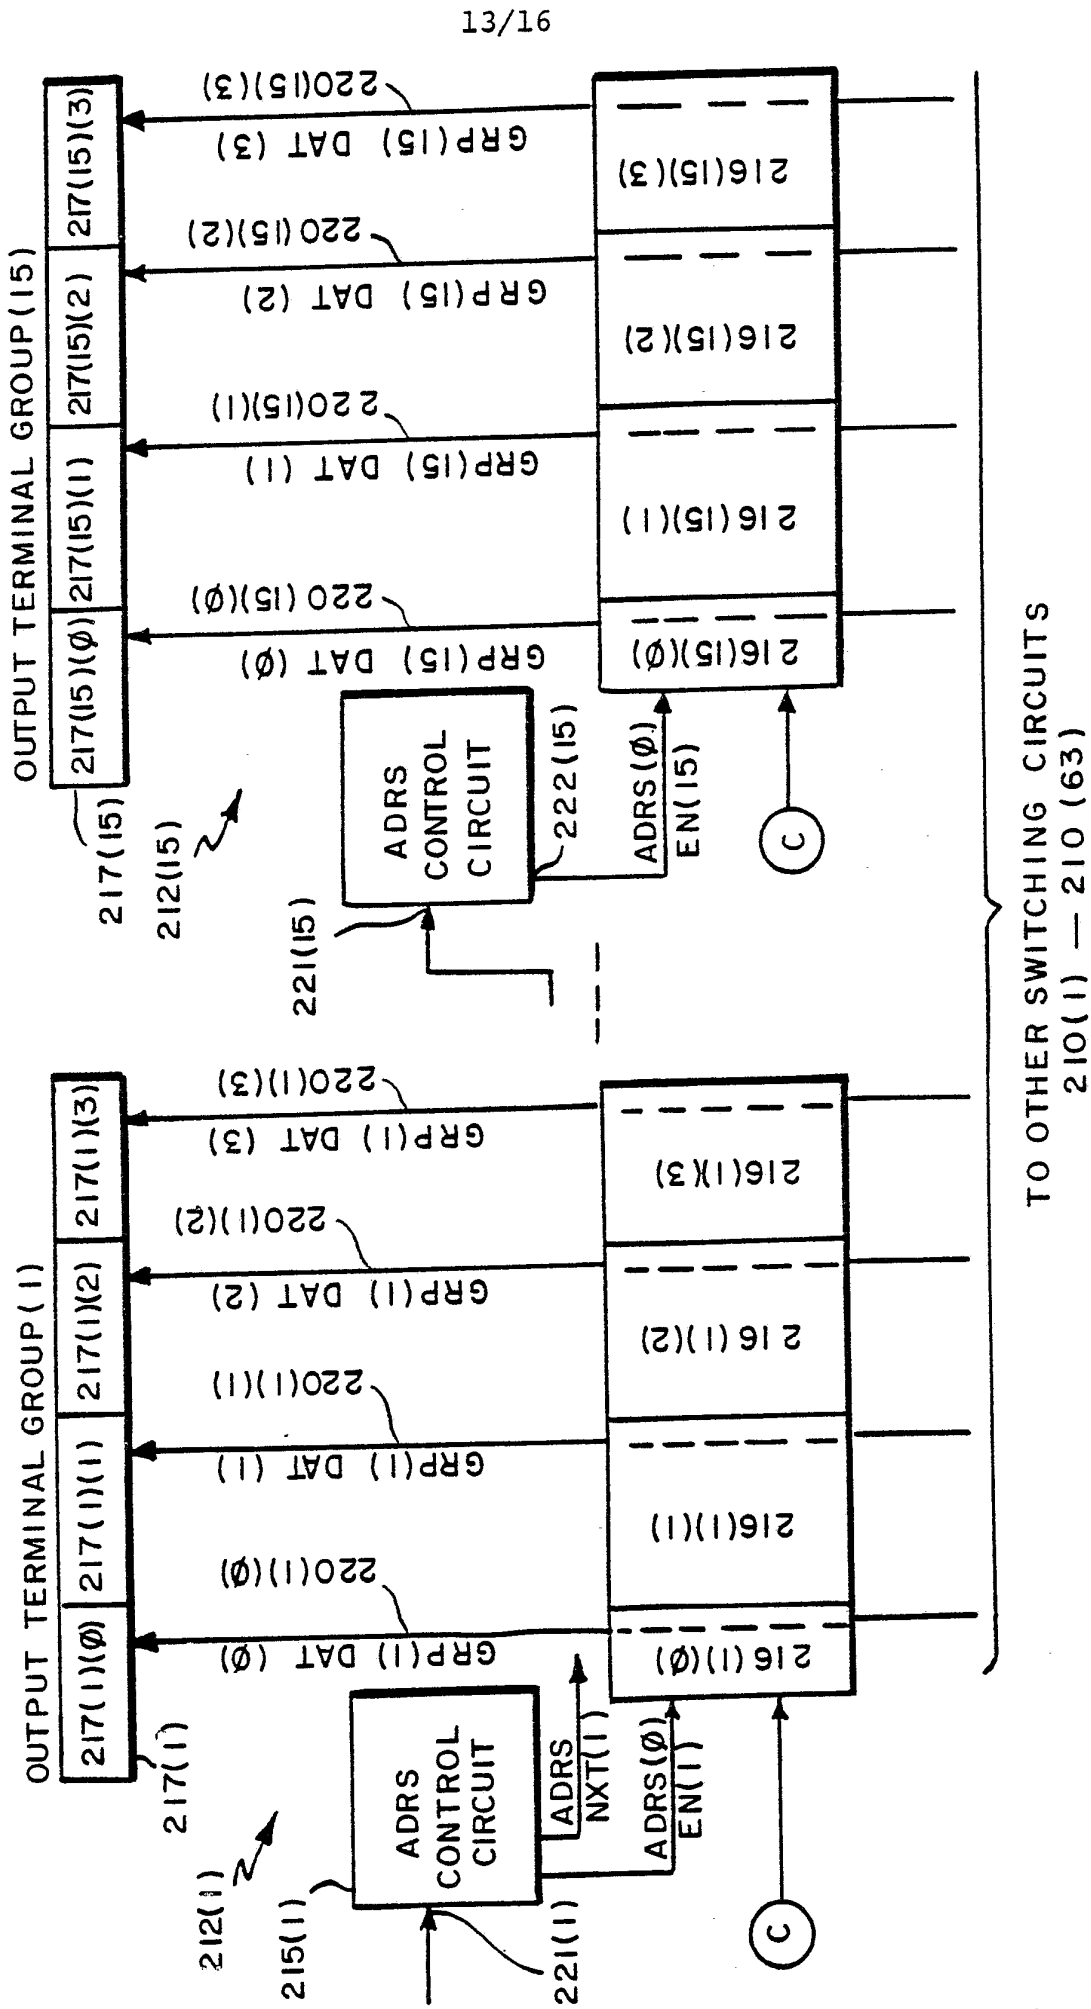 13/16
OUTPUT TERMINAL GROUP(1)
217(1)(Ø)
217(1)(1)
217(1)(2)
217(1)(3)
217(1)
212(1)
215(1)
ADRS
CONTROL
CIRCUIT
221(1)
ADRS
NXT(1)
ADRS(Ø)
EN(1)
C
220(1)(Ø)
GRP(1) DAT (Ø)
220(1)(1)
GRP(1) DAT (1)
220(1)(2)
GRP(1) DAT (2)
220(1)(3)
GRP(1) DAT (3)
216(1)(Ø)
216(1)(1)
216(1)(2)
216(1)(3)
OUTPUT TERMINAL GROUP(15)
217(15)(Ø)
217(15)(1)
217(15)(2)
217(15)(3)
217(15)
212(15)
221(15)
ADRS
CONTROL
CIRCUIT
222(15)
ADRS(Ø)
EN(15)
C
220(15)(Ø)
GRP(15) DAT (Ø)
220(15)(1)
GRP(15) DAT (1)
220(15)(2)
GRP(15) DAT (2)
220(15)(3)
GRP(15) DAT (3)
216(15)(Ø)
216(15)(1)
216(15)(2)
216(15)(3)
TO OTHER SWITCHING CIRCUITS
210(1) — 210(63)